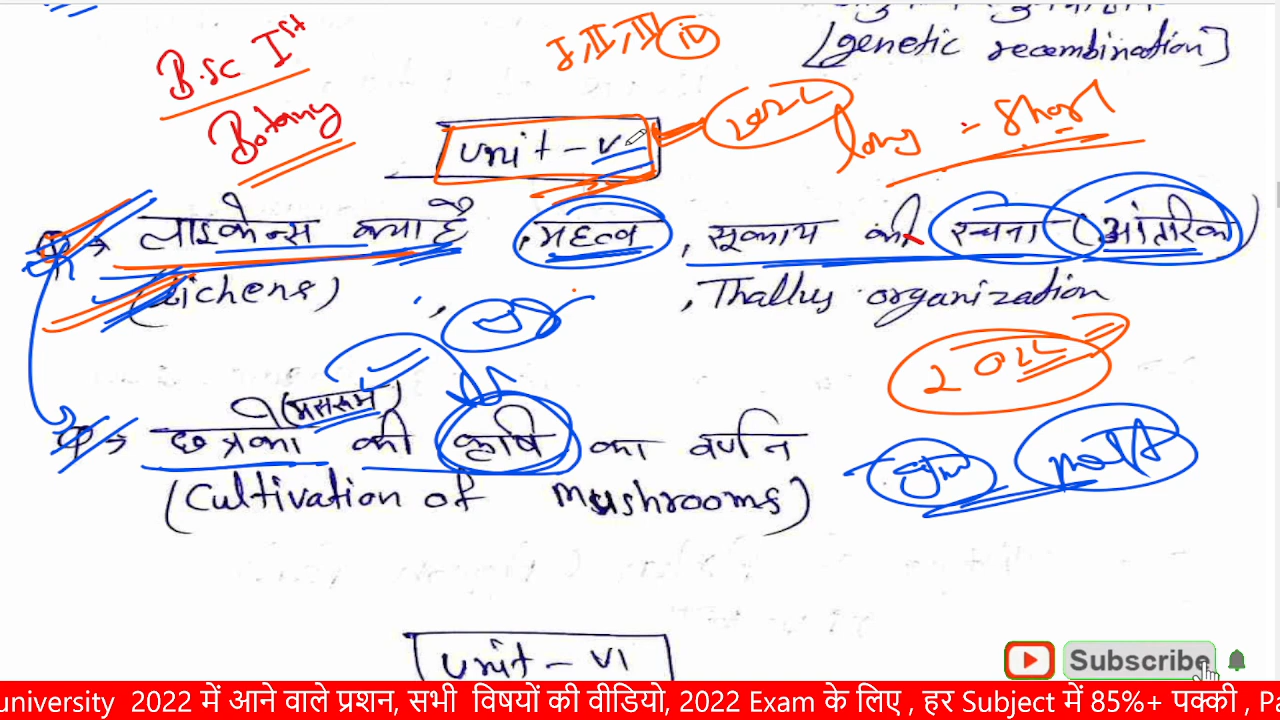 [genetic recombination]
I, II, III iv
B.sc Ist
Botany
unit - V
2022
long = short
Q → लाइकेन्स क्या है, महत्व, सूकाय की रचना (आंतरिक)
(Lichens) , , Thallus organization
2022
(मशरूम)
Q → छत्रको की कृषि का वर्णन
(Cultivation of mushrooms)
unit - VI
Subscribe
university 2022 में आने वाले प्रशन, सभी विषयों की वीडियो, 2022 Exam के लिए , हर Subject में 85%+ पक्की , Pa